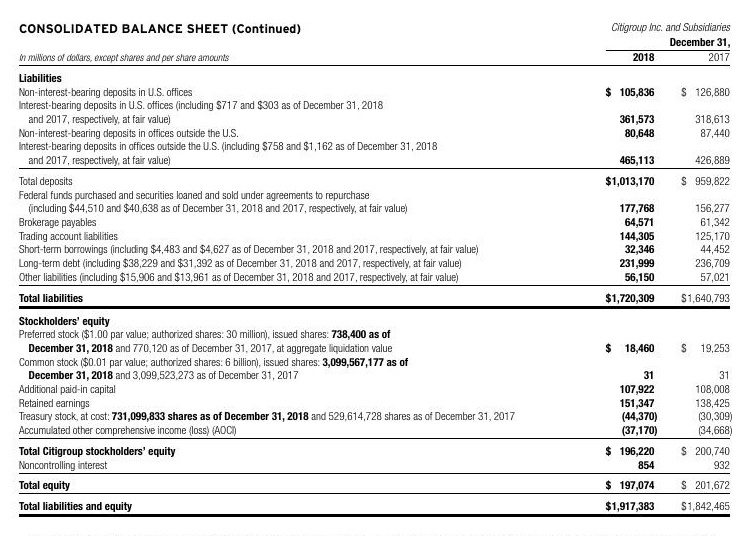 CONSOLIDATED BALANCE SHEET (Continued) Citigroup Inc. and Subsidiaries
December 31,
In millions of dollars, except shares and per share amounts 2018 2017
Liabilities
Non-interest-bearing deposits in U.S. offices $ 105,836 $ 126,880
Interest-bearing deposits in U.S. offices (including $717 and $303 as of December 31, 2018
and 2017, respectively, at fair value) 361,573 318,613
Non-interest-bearing deposits in offices outside the U.S. 80,648 87,440
Interest-bearing deposits in offices outside the U.S. (including $758 and $1,162 as of December 31, 2018
and 2017, respectively, at fair value) 465,113 426,889
Total deposits $1,013,170 $ 959,822
Federal funds purchased and securities loaned and sold under agreements to repurchase
(including $44,510 and $40,638 as of December 31, 2018 and 2017, respectively, at fair value) 177,768 156,277
Brokerage payables 64,571 61,342
Trading account liabilities 144,305 125,170
Short-term borrowings (including $4,483 and $4,627 as of December 31, 2018 and 2017, respectively, at fair value) 32,346 44,452
Long-term debt (including $38,229 and $31,392 as of December 31, 2018 and 2017, respectively, at fair value) 231,999 236,709
Other liabilities (including $15,906 and $13,961 as of December 31, 2018 and 2017, respectively, at fair value) 56,150 57,021
Total liabilities $1,720,309 $1,640,793
Stockholders' equity
Preferred stock ($1.00 par value; authorized shares: 30 million), issued shares: 738,400 as of
December 31, 2018 and 770,120 as of December 31, 2017, at aggregate liquidation value $ 18,460 $ 19,253
Common stock ($0.01 par value; authorized shares: 6 billion), issued shares: 3,099,567,177 as of
December 31, 2018 and 3,099,523,273 as of December 31, 2017 31 31
Additional paid-in capital 107,922 108,008
Retained earnings 151,347 138,425
Treasury stock, at cost: 731,099,833 shares as of December 31, 2018 and 529,614,728 shares as of December 31, 2017 (44,370) (30,309)
Accumulated other comprehensive income (loss) (AOCI) (37,170) (34,668)
Total Citigroup stockholders' equity $ 196,220 $ 200,740
Noncontrolling interest 854 932
Total equity $ 197,074 $ 201,672
Total liabilities and equity $1,917,383 $1,842,465